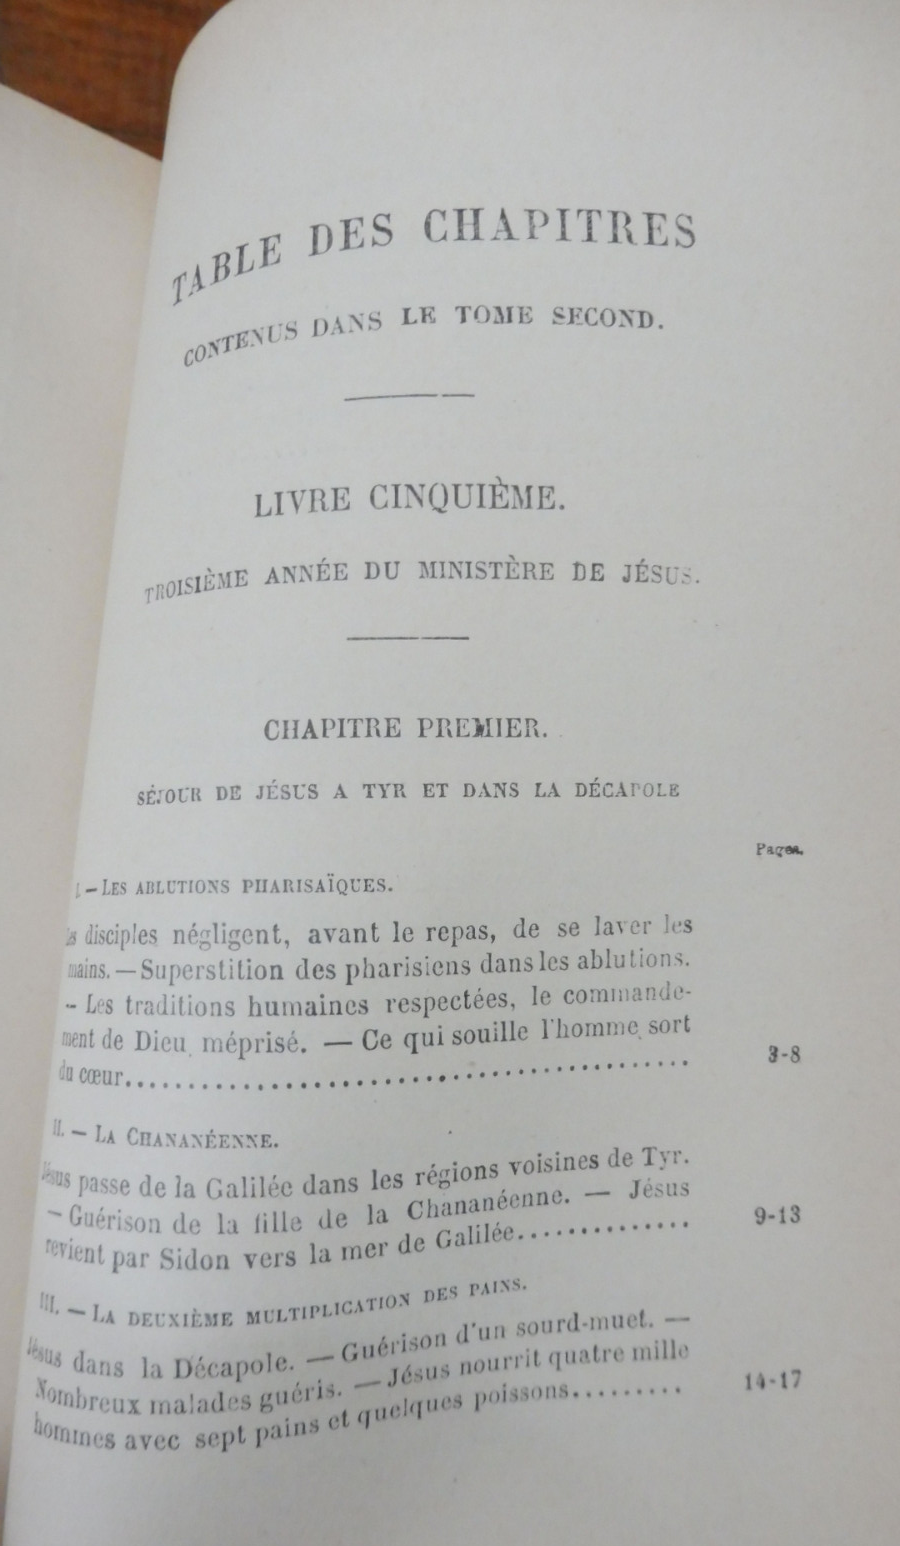 TABLE DES CHAPITRES
CONTENUS DANS LE TOME SECOND.
LIVRE CINQUIÈME.
TROISIÈME ANNÉE DU MINISTÈRE DE JÉSUS.
CHAPITRE PREMIER.
SÉJOUR DE JÉSUS A TYR ET DANS LA DÉCAPOLE
Pages.
I. — LES ABLUTIONS PHARISAÏQUES.
Les disciples négligent, avant le repas, de se laver les
mains. — Superstition des pharisiens dans les ablutions.
— Les traditions humaines respectées, le commande-
ment de Dieu méprisé. — Ce qui souille l'homme sort
du cœur........................................ 3-8
II. — LA CHANANÉENNE.
Jésus passe de la Galilée dans les régions voisines de Tyr.
— Guérison de la fille de la Chananéenne. — Jésus
revient par Sidon vers la mer de Galilée.............. 9-13
III. — LA DEUXIÈME MULTIPLICATION DES PAINS.
Jésus dans la Décapole. — Guérison d'un sourd-muet. —
Nombreux malades guéris. — Jésus nourrit quatre mille
hommes avec sept pains et quelques poissons......... 14-17